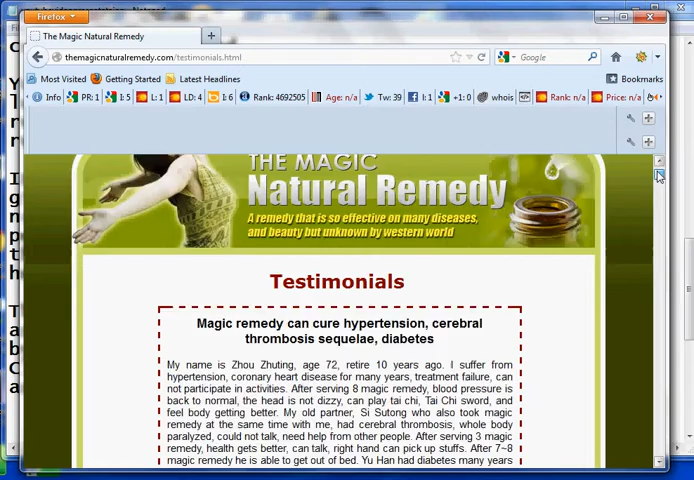 Firefox
The Magic Natural Remedy
themagicnaturalremedy.com/testimonials.html
Google
Most Visited Getting Started Latest Headlines Bookmarks
Info PR: 1 I: 5 L: 1 LD: 4 I: 6 Rank: 4692505 Age: n/a Tw: 39 I: 1 +1: 0 whois Rank: n/a Price: n/a
THE MAGIC
Natural Remedy
A remedy that is so effective on many diseases,
and beauty but unknown by western world
Testimonials
Magic remedy can cure hypertension, cerebral
thrombosis sequelae, diabetes
My name is Zhou Zhuting, age 72, retire 10 years ago. I suffer from
hypertension, coronary heart disease for many years, treatment failure, can
not participate in activities. After serving 8 magic remedy, blood pressure is
back to normal, the head is not dizzy, can play tai chi, Tai Chi sword, and
feel body getting better. My old partner, Si Sutong who also took magic
remedy at the same time with me, had cerebral thrombosis, whole body
paralyzed, could not talk, need help from other people. After serving 3 magic
remedy, health gets better, can talk, right hand can pick up stuffs. After 7~8
magic remedy he is able to get out of bed. Yu Han had diabetes many years